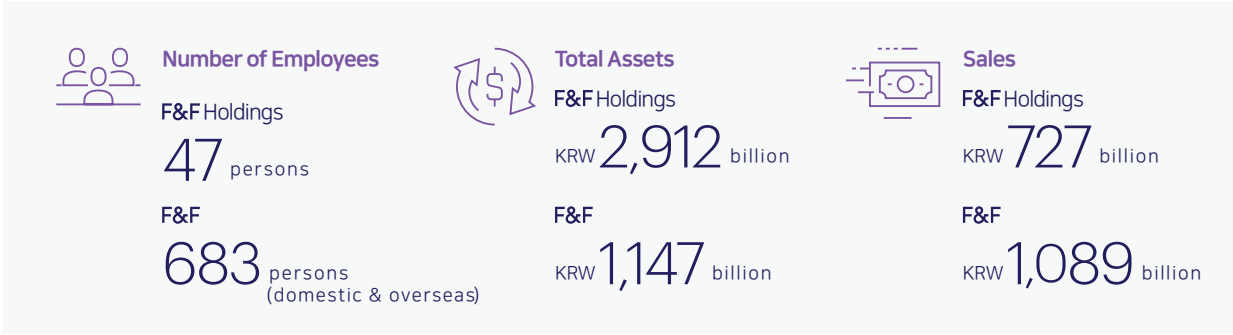 Number of Employees
F&F Holdings
47 persons
F&F
683 persons
(domestic & overseas)
Total Assets
F&F Holdings
KRW 2,912 billion
F&F
KRW 1,147 billion
Sales
F&F Holdings
KRW 727 billion
F&F
KRW 1,089 billion